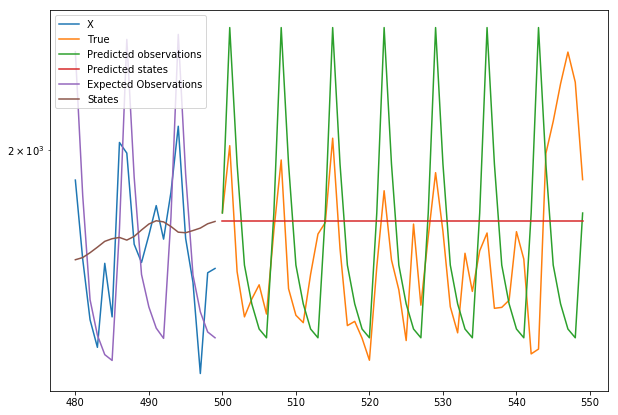 X
True
Predicted observations
Predicted states
Expected Observations
States
2 × 10³
480 490 500 510 520 530 540 550